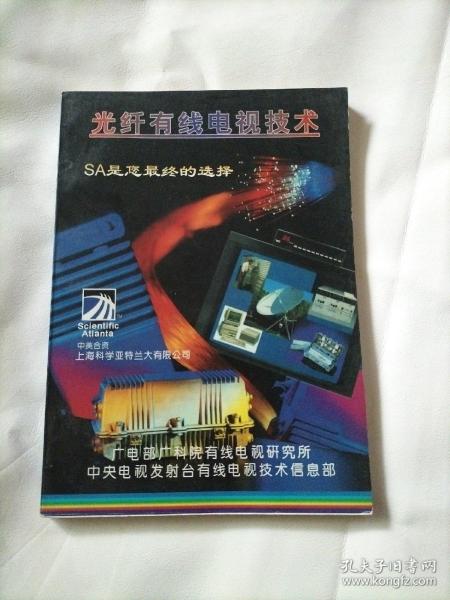 光纤有线电视技术
SA是您最终的选择
Scientific
Atlanta
中美合资
上海科学亚特兰大有限公司
广电部广科院有线电视研究所
中央电视发射台有线电视技术信息部
孔夫子旧书网
www.kongfz.com